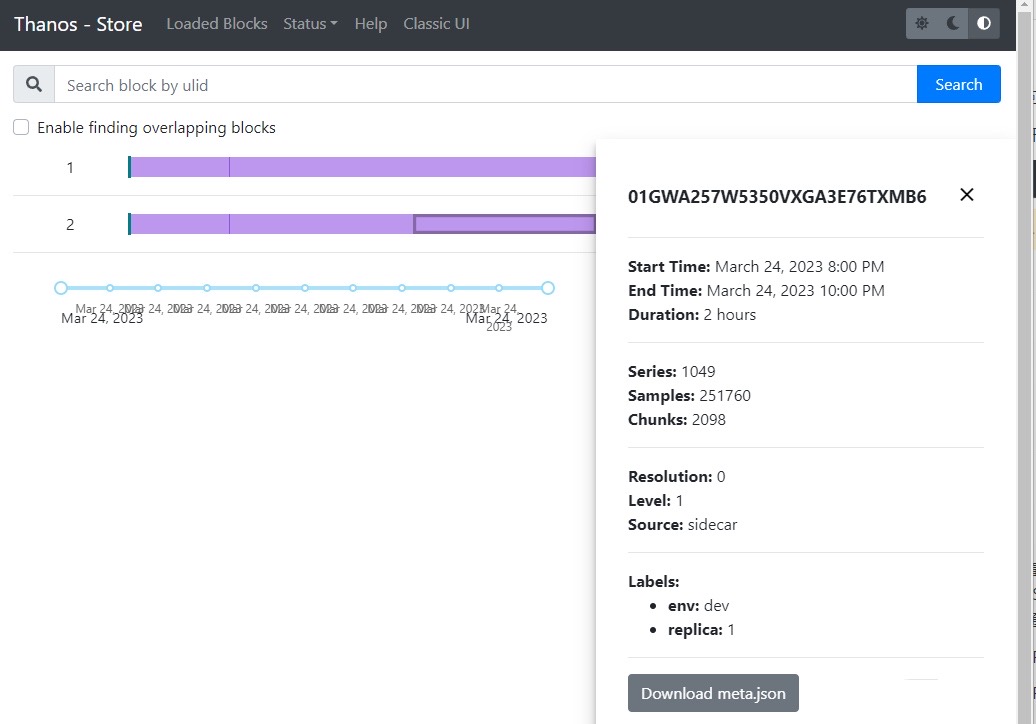 Thanos - Store Loaded Blocks Status Help Classic UI
Search block by ulid Search
Enable finding overlapping blocks
1
2
Mar 24, 2023 Mar 24, 2023 Mar 24, 2023 Mar 24, 2023 Mar 24, 2023 Mar 24, 2023 Mar 24, 2023 Mar 24, 2023 Mar 24, 2023
Mar 24, 2023 Mar 24, 2023
01GWA257W5350VXGA3E76TXMB6
Start Time: March 24, 2023 8:00 PM
End Time: March 24, 2023 10:00 PM
Duration: 2 hours
Series: 1049
Samples: 251760
Chunks: 2098
Resolution: 0
Level: 1
Source: sidecar
Labels:
env: dev
replica: 1
Download meta.json